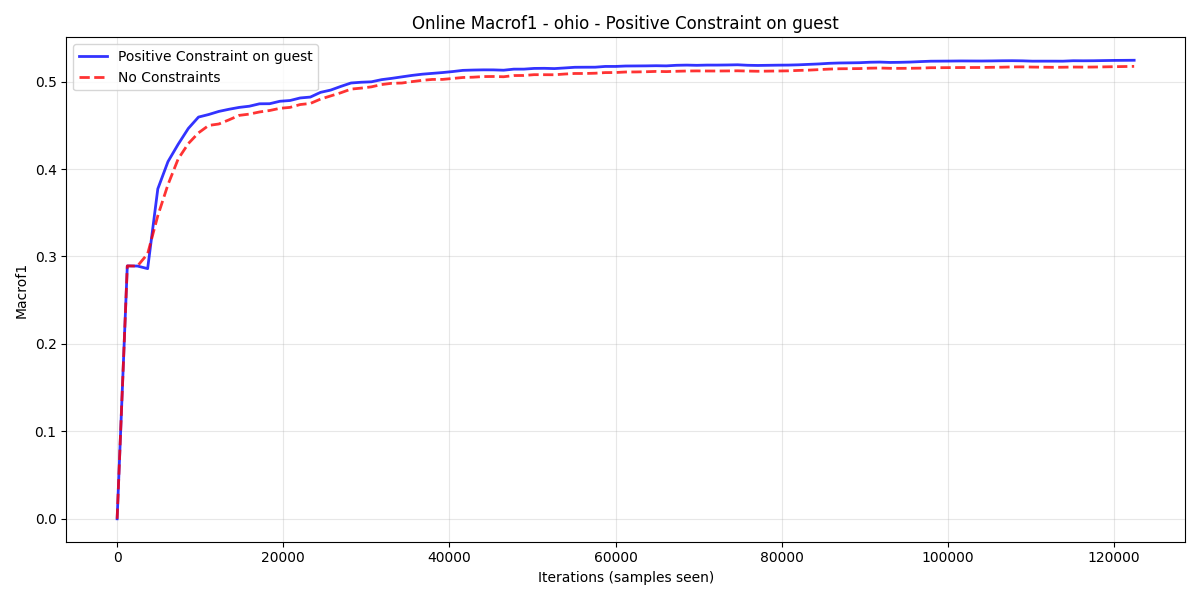 Online Macrof1 - ohio - Positive Constraint on guest
Positive Constraint on guest
No Constraints
Macrof1
0.5
0.4
0.3
0.2
0.1
0.0
0
20000
40000
60000
80000
100000
120000
Iterations (samples seen)